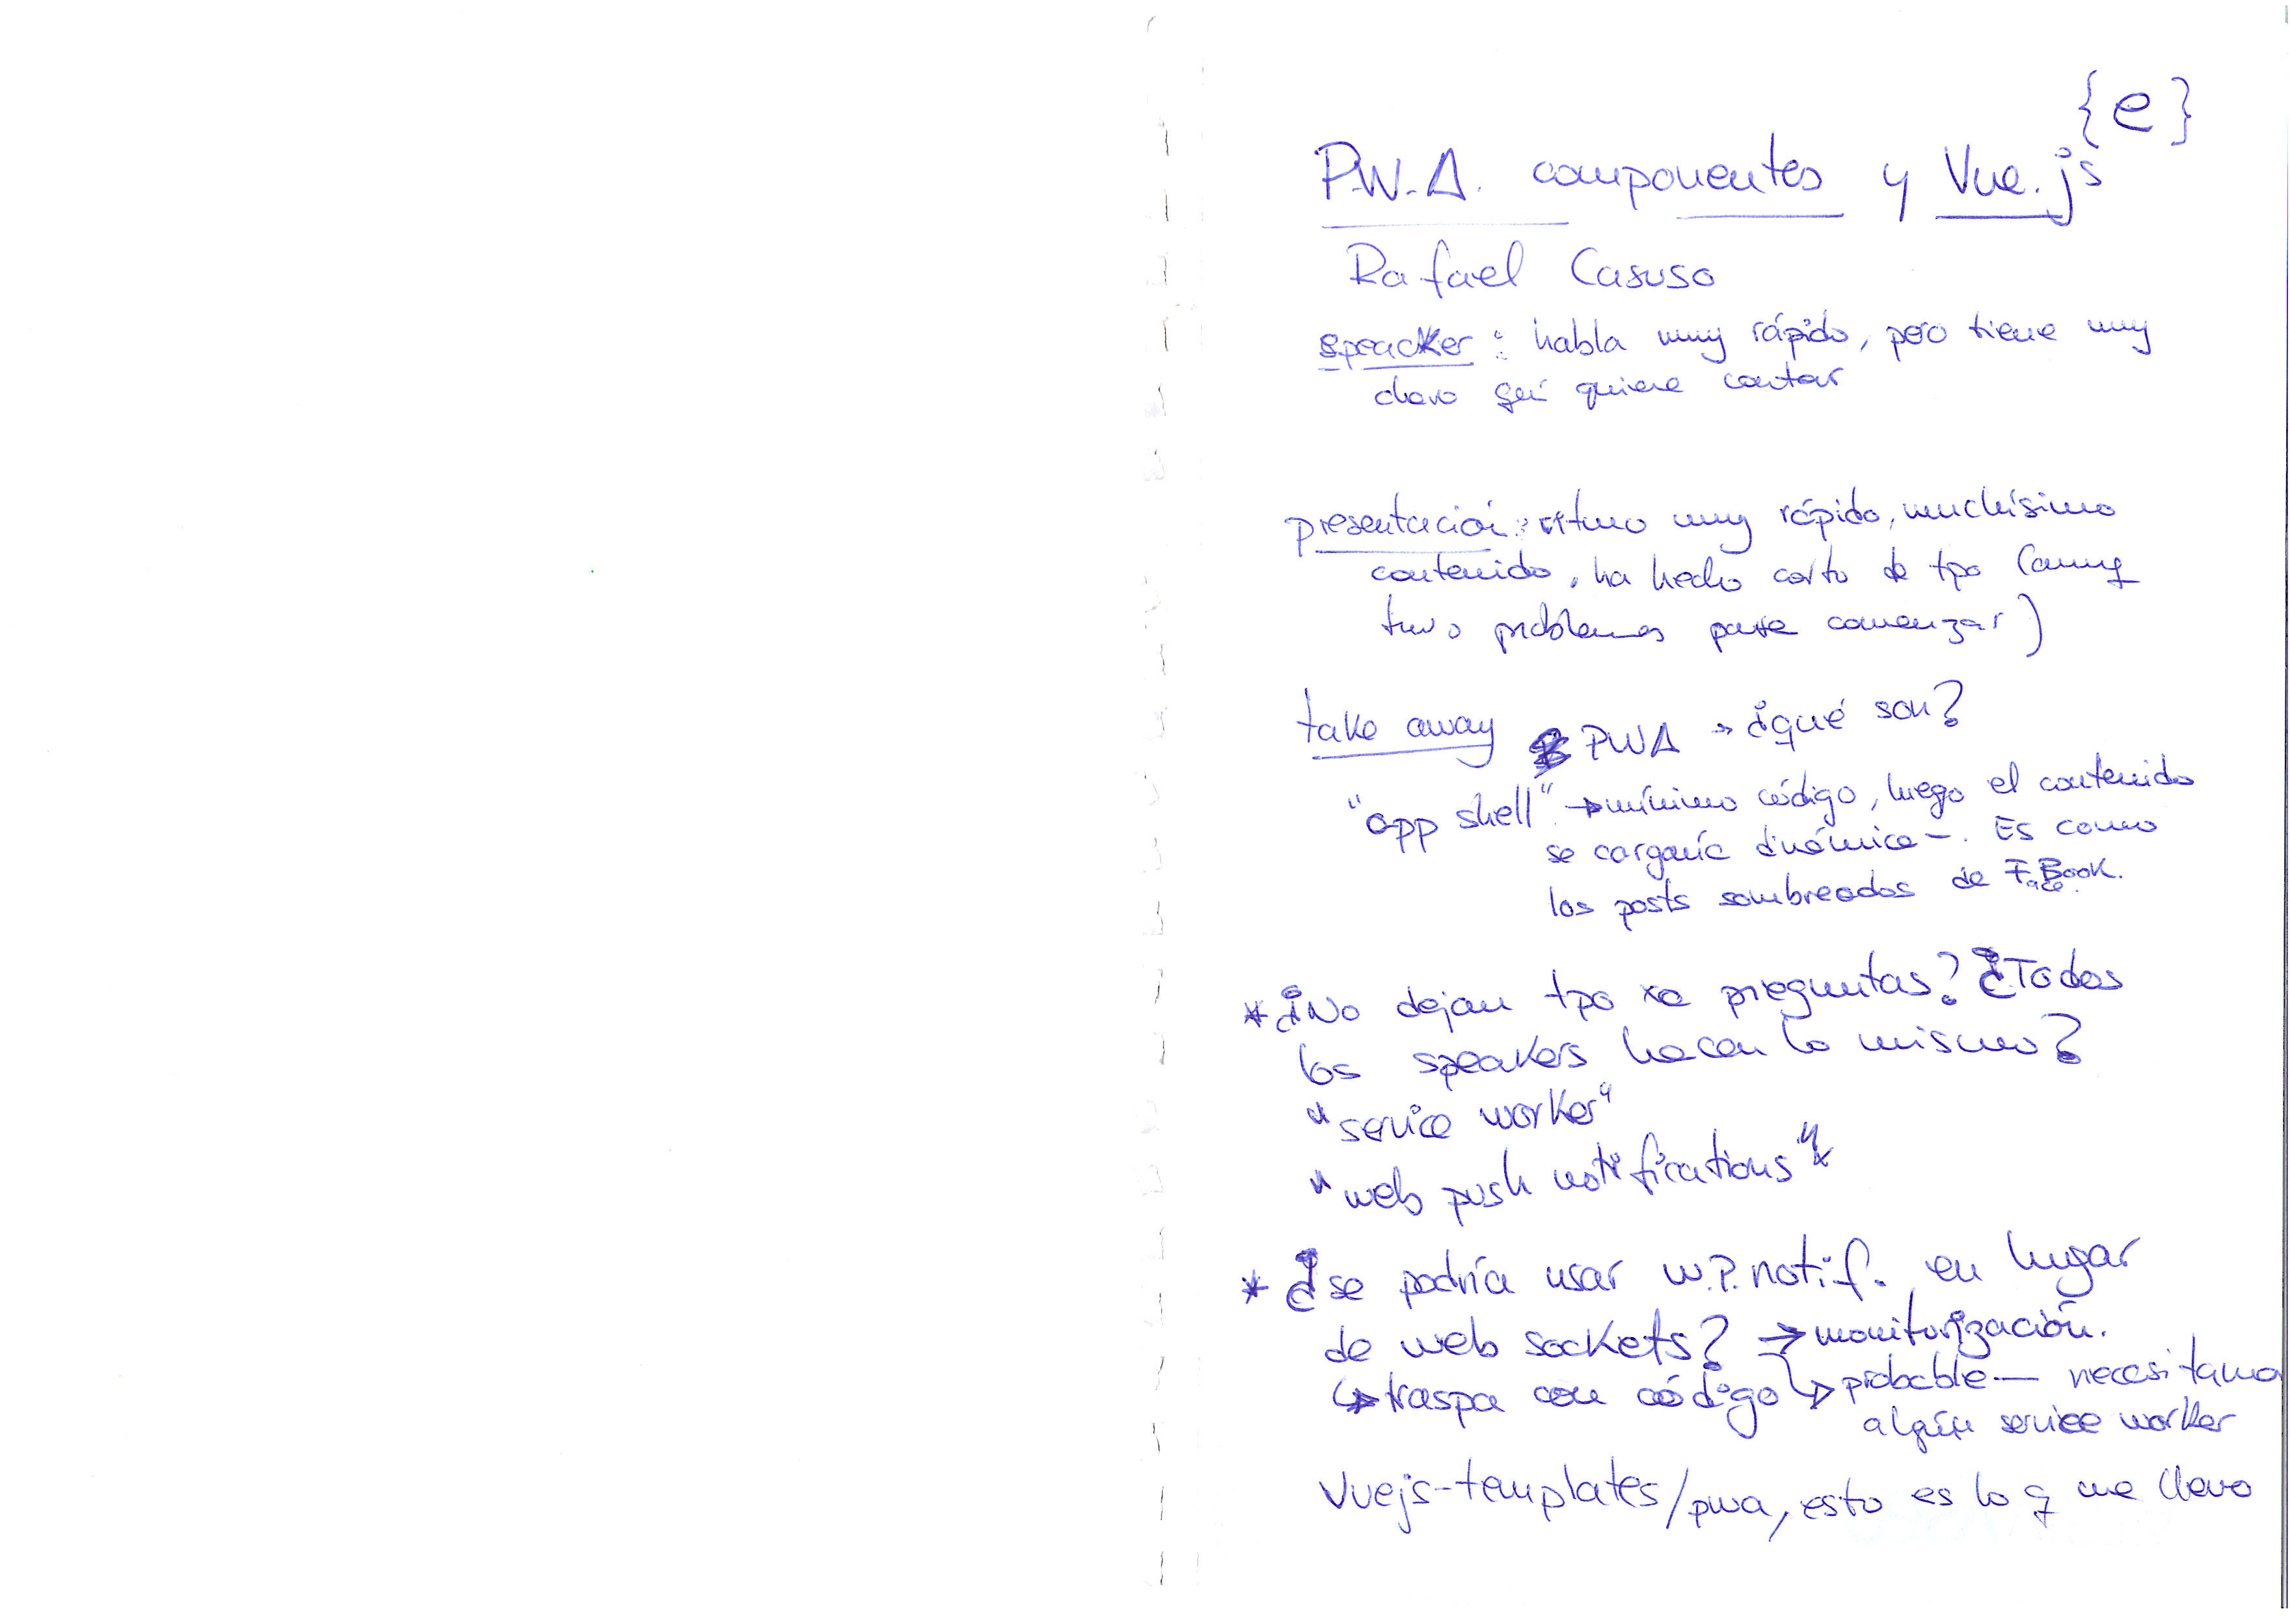 {e}
P.W.A. componentes y Vue.js
Rafael Casuso
speacker: habla muy rápido, pero tiene muy
claro qué quiere contar
presentación: ritmo muy rápido, muchísimo
contenido, ha hecho corto de tpo (aunq
tuvo problemas para comenzar)
take away PWA → ¿qué son?
"app shell" → mínimo código, luego el contenido
se cargaría dinámica—. Es como
los posts sombreados de FaceBook.
* ¿No dejan tpo xa preguntas? ¿Todos
los speakers hacen lo mismo?
"service worker"
"web push notifications"*
* ¿se podría usar w.P.notif. en lugar
de web sockets? → monitorización.
↳ traspa con código ↳ probable— necesitamo
algún service worker
Vuejs-templates/pwa, esto es lo q me llevo